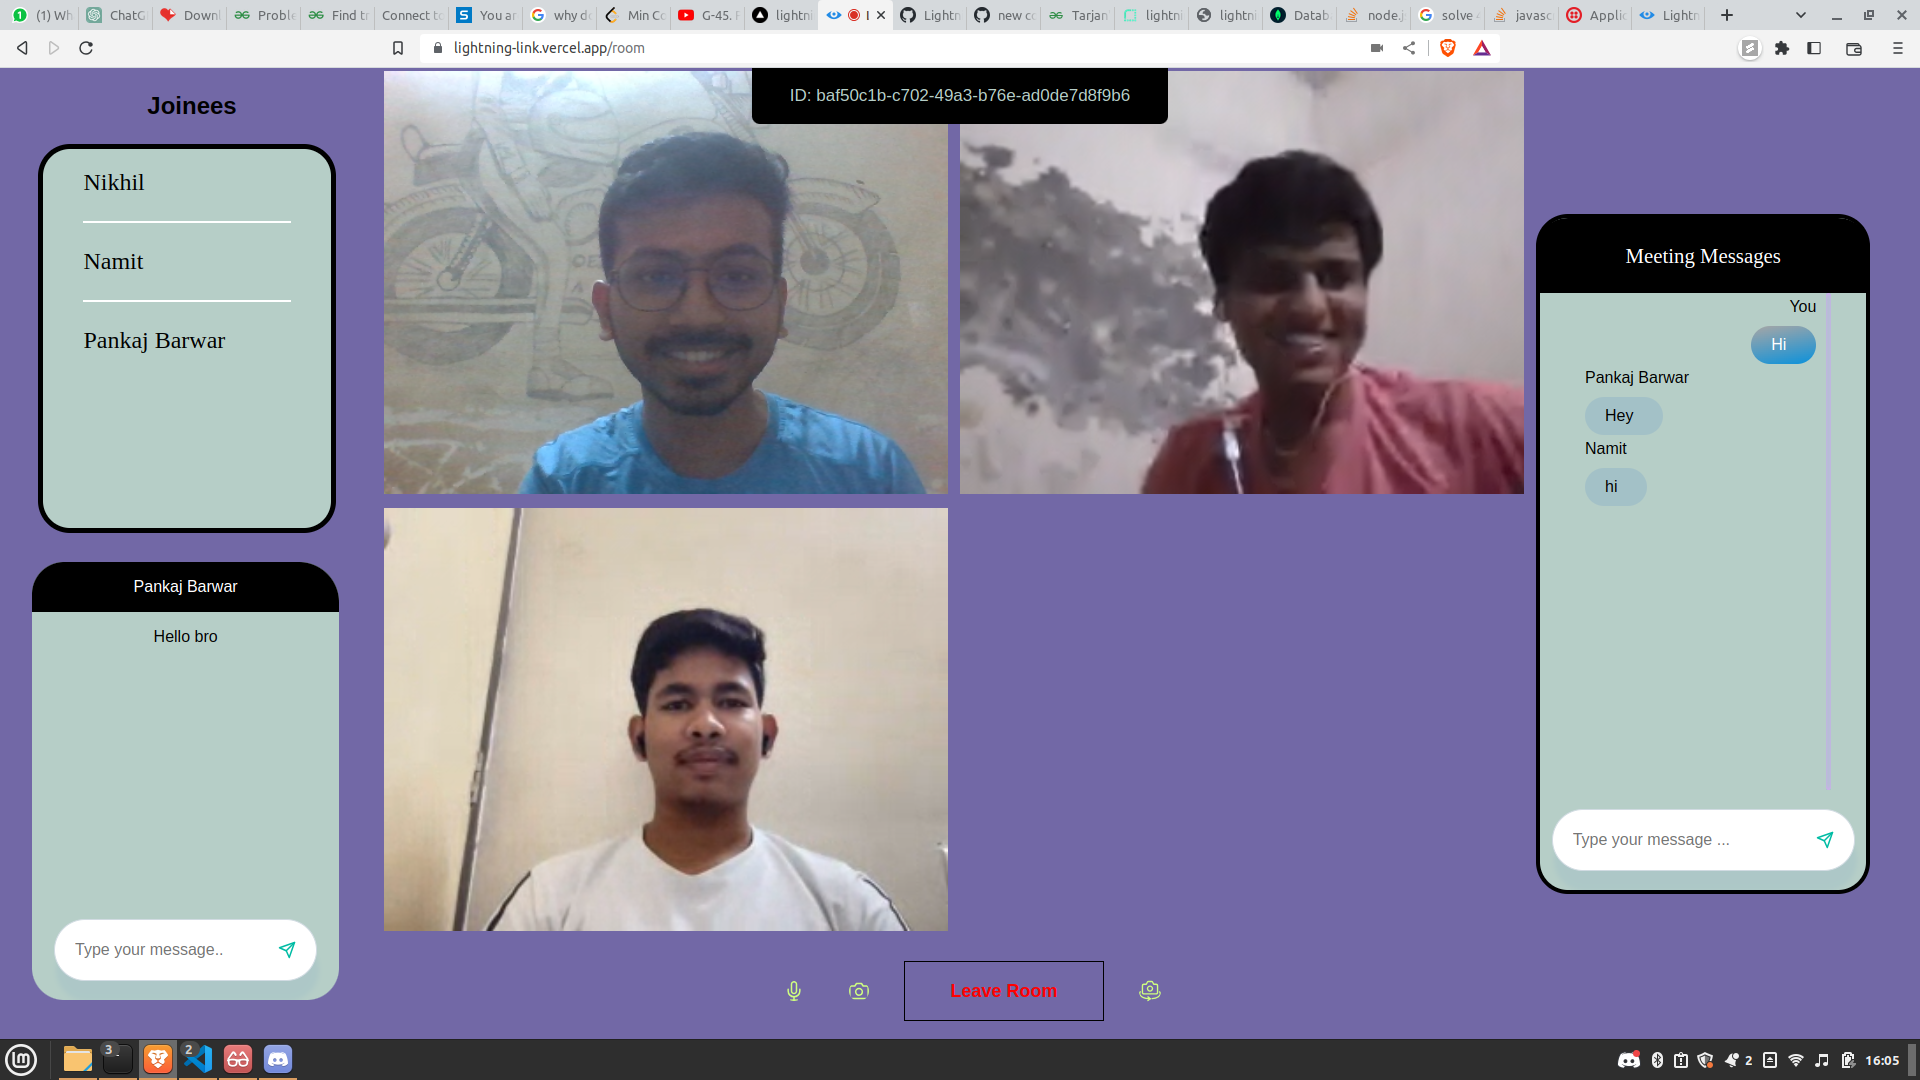 (1) Wh
ChatG
Downl
Proble
Find tr
Connect to
You ar
why do
Min Co
G-45. F
lightni
Lightn
new co
Tarjan
lightni
lightni
Datab
node.j
solve
javasc
Applic
Lightn
lightning-link.vercel.app/room
ID: baf50c1b-c702-49a3-b76e-ad0de7d8f9b6
Joinees
Nikhil
Namit
Pankaj Barwar
Pankaj Barwar
Hello bro
Type your message..
Leave Room
Meeting Messages
You
Hi
Pankaj Barwar
Hey
Namit
hi
Type your message ...
3
2
2
16:05